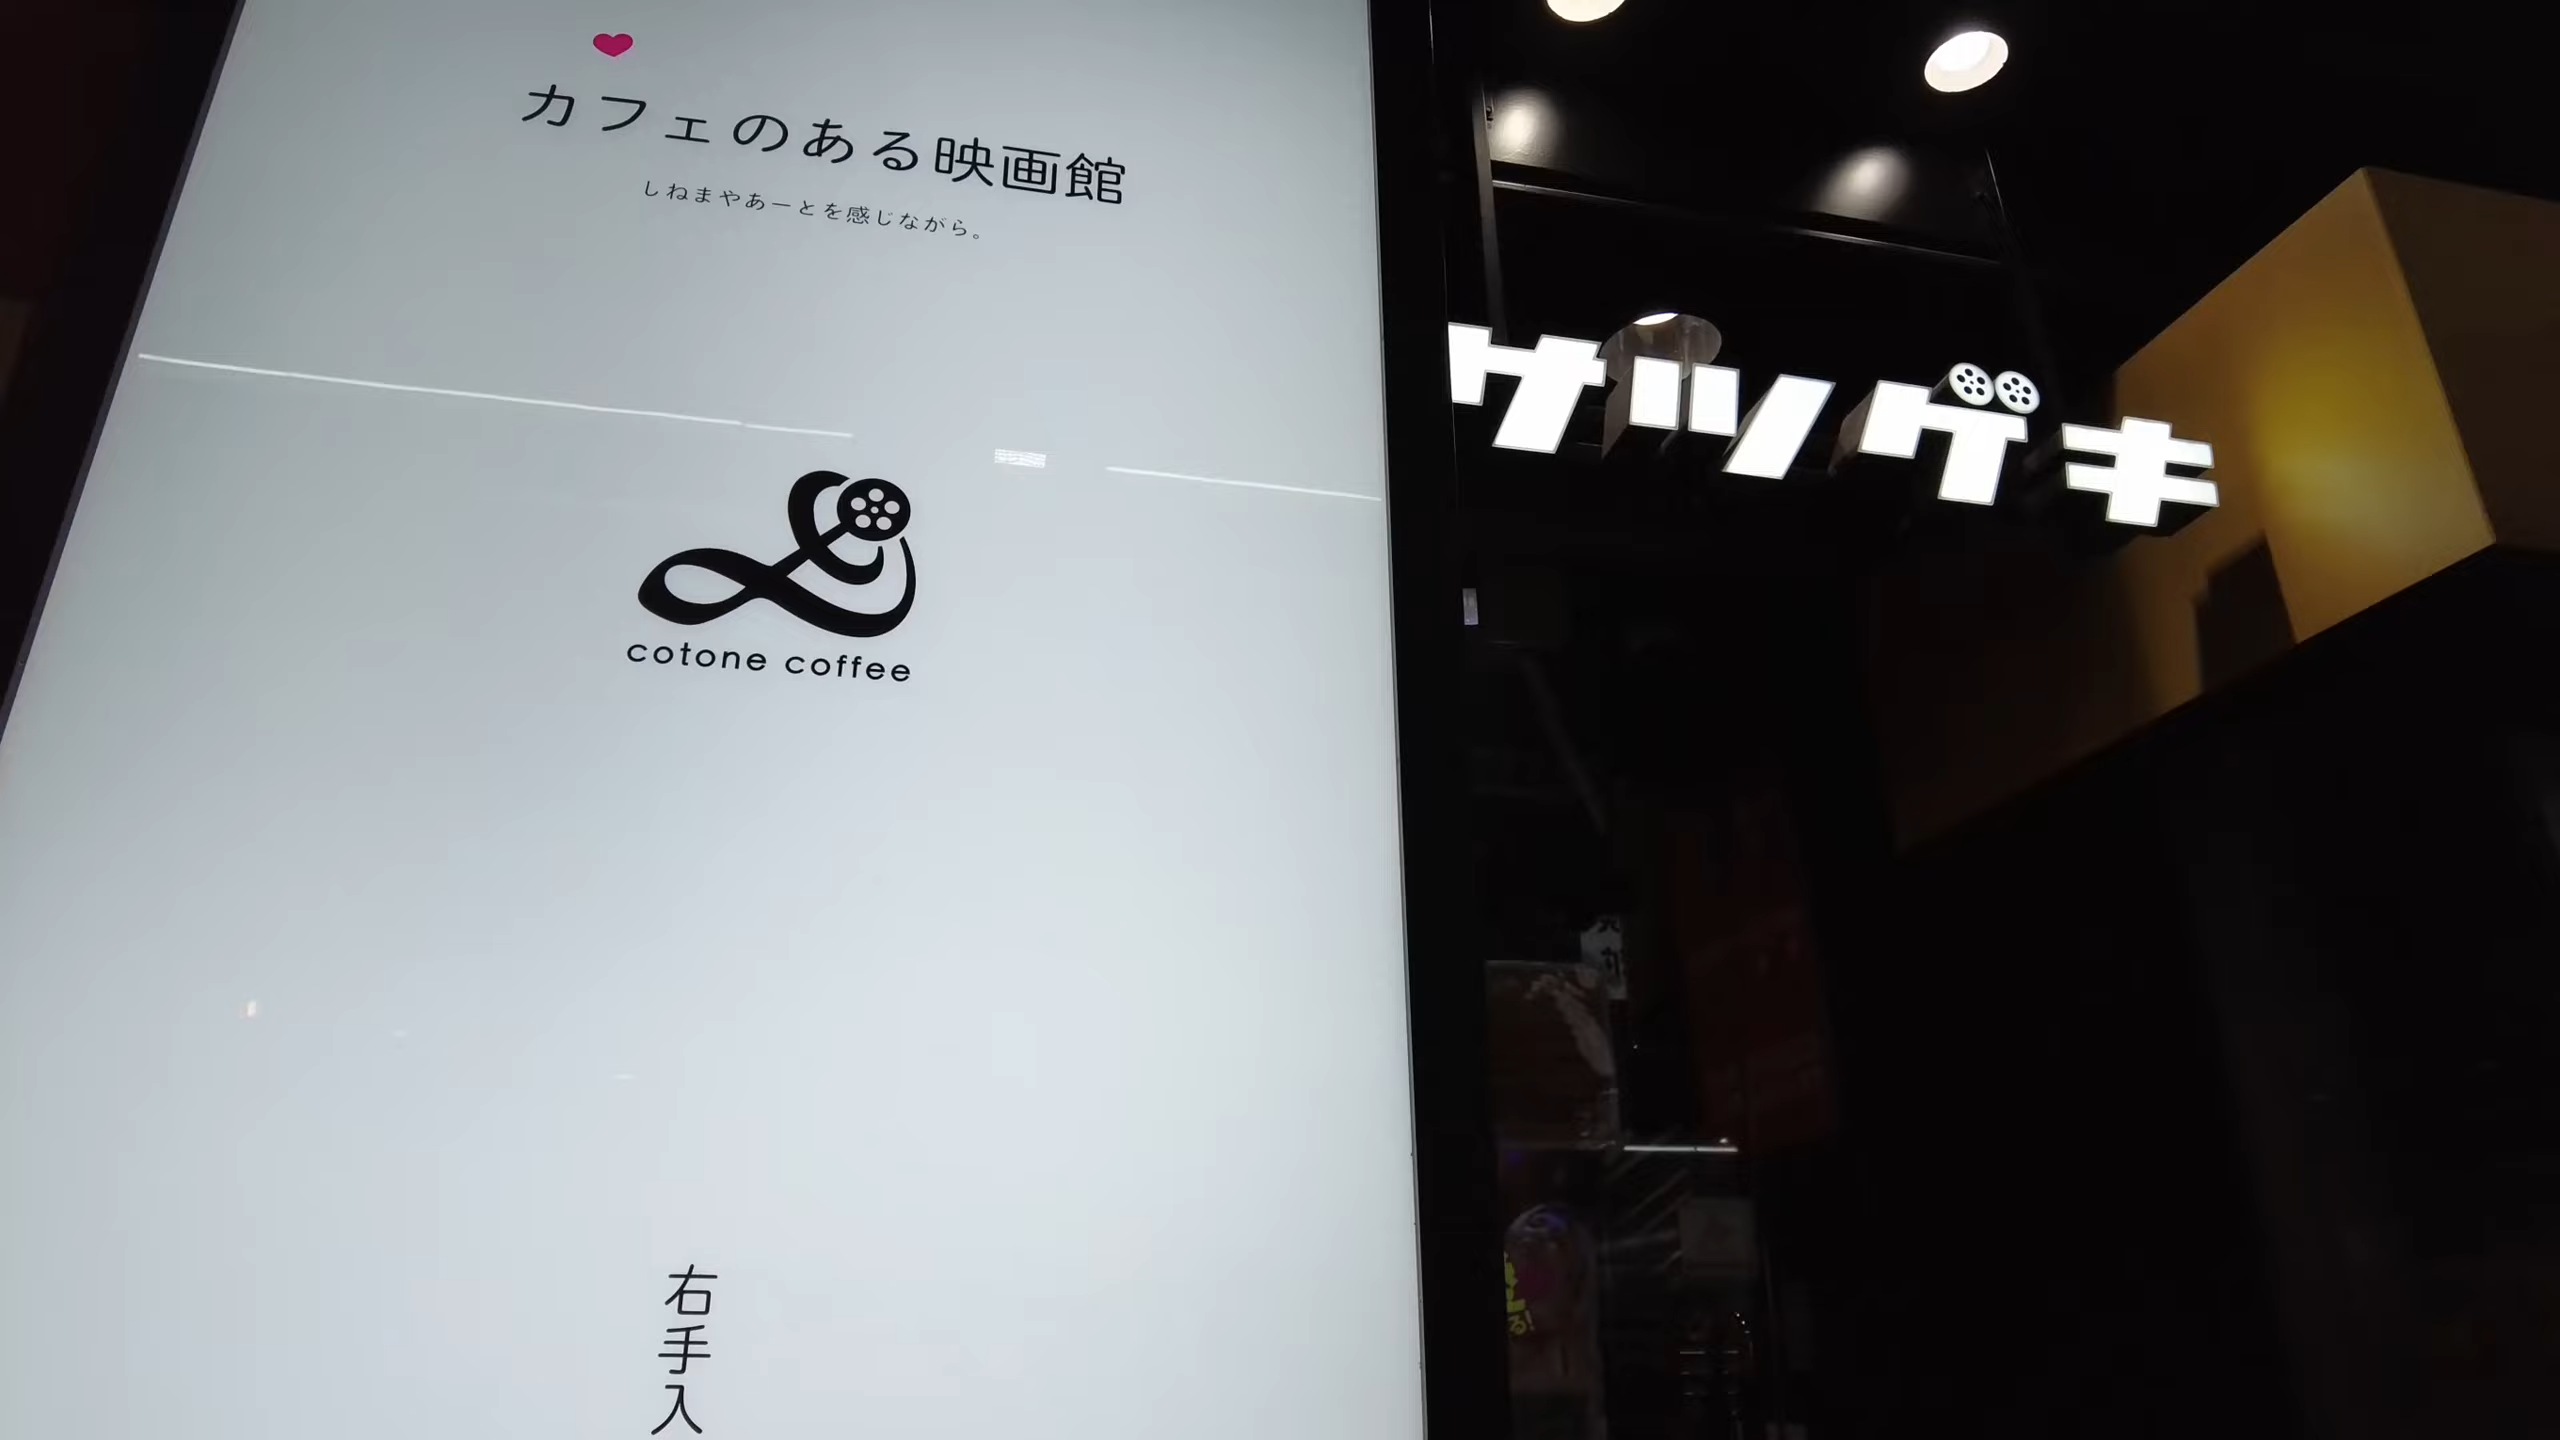 カフェのある映画館
しねまやあーとを感じながら。
cotone coffee
右手入
サツゲキ
る!